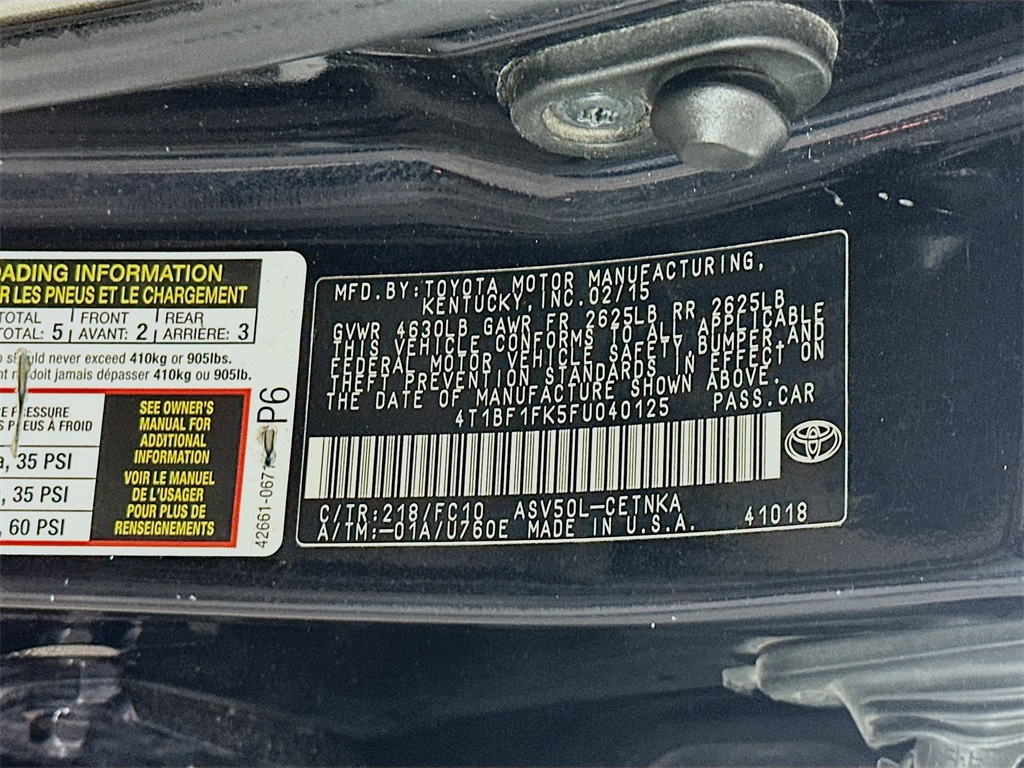 ADING INFORMATION
R LES PNEUS ET LE CHARGEMENT
TOTAL FRONT REAR
TOTAL: 5 AVANT: 2 ARRIÈRE: 3
should never exceed 410kg or 905lbs.
doit jamais dépasser 410kg ou 905lb.
PRESSURE
PNEUS À FROID
, 35 PSI
, 35 PSI
, 60 PSI
SEE OWNER'S
MANUAL FOR
ADDITIONAL
INFORMATION
VOIR LE MANUEL
DE L'USAGER
POUR PLUS DE
RENSEIGNEMENTS
42661-067
P6
MFD.BY:TOYOTA MOTOR MANUFACTURING,
KENTUCKY,INC.02/15
GVWR 4630LB GAWR FR 2625LB RR 2625LB
THIS VEHICLE CONFORMS TO ALL APPLICABLE
FEDERAL MOTOR VEHICLE SAFETY,BUMPER,AND
THEFT PREVENTION STANDARDS IN EFFECT ON
THE DATE OF MANUFACTURE SHOWN ABOVE.
4T1BF1FK5FU040125 PASS.CAR
C/TR:218/FC10 ASV50L-CETNKA
A/TM:-01A/U760E MADE IN U.S.A. 41018